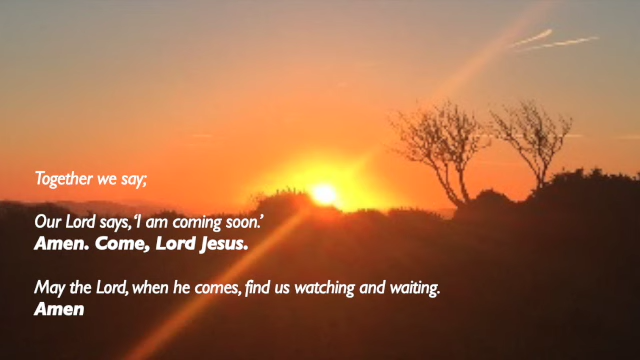 Together we say;
Our Lord says, 'I am coming soon.'
Amen. Come, Lord Jesus.
May the Lord, when he comes, find us watching and waiting.
Amen